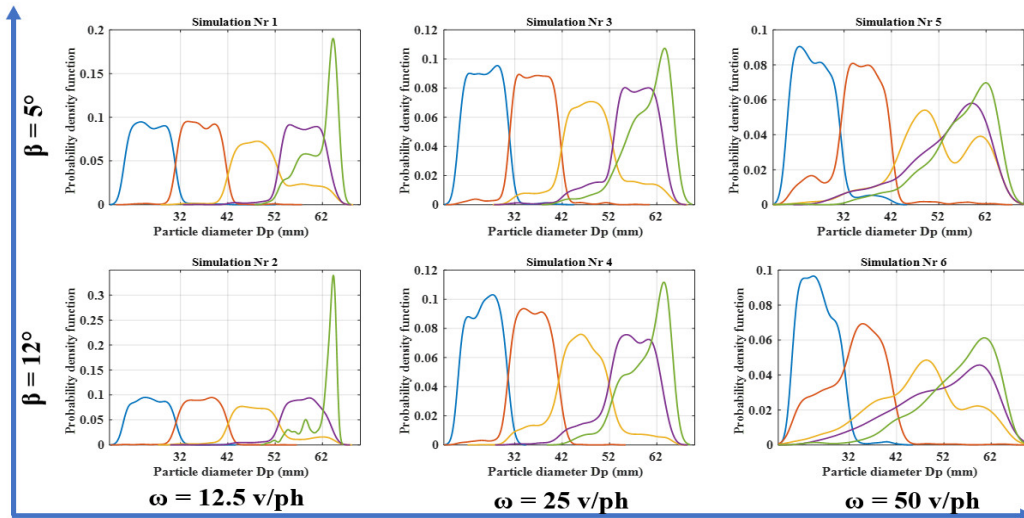 Simulation Nr 1
Simulation Nr 3
Simulation Nr 5
β = 5°
Probability density function
0.2
0.15
0.1
0.05
0
32 42 52 62
Particle diameter Dp (mm)
Probability density function
0.12
0.1
0.08
0.06
0.04
0.02
0
32 42 52 62
Particle diameter Dp (mm)
Probability density function
0.1
0.08
0.06
0.04
0.02
0
32 42 52 62
Particle diameter Dp (mm)
Simulation Nr 2
Simulation Nr 4
Simulation Nr 6
β = 12°
Probability density function
0.3
0.25
0.2
0.15
0.1
0.05
0
32 42 52 62
Particle diameter Dp (mm)
Probability density function
0.12
0.1
0.08
0.06
0.04
0.02
0
32 42 52 62
Particle diameter Dp (mm)
Probability density function
0.1
0.08
0.06
0.04
0.02
0
32 42 52 62
Particle diameter Dp (mm)
ω = 12.5 v/ph
ω = 25 v/ph
ω = 50 v/ph